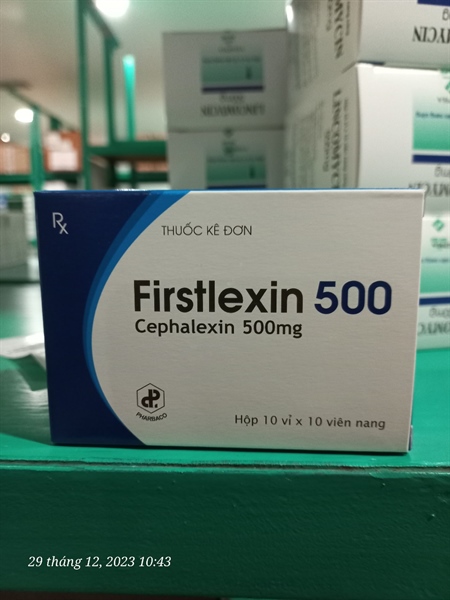 LINCOMYCIN
Rx
THUỐC KÊ ĐƠN
Firstlexin 500
Cephalexin 500mg
PHARBACO
Hộp 10 vỉ x 10 viên nang
29 tháng 12, 2023 10:43